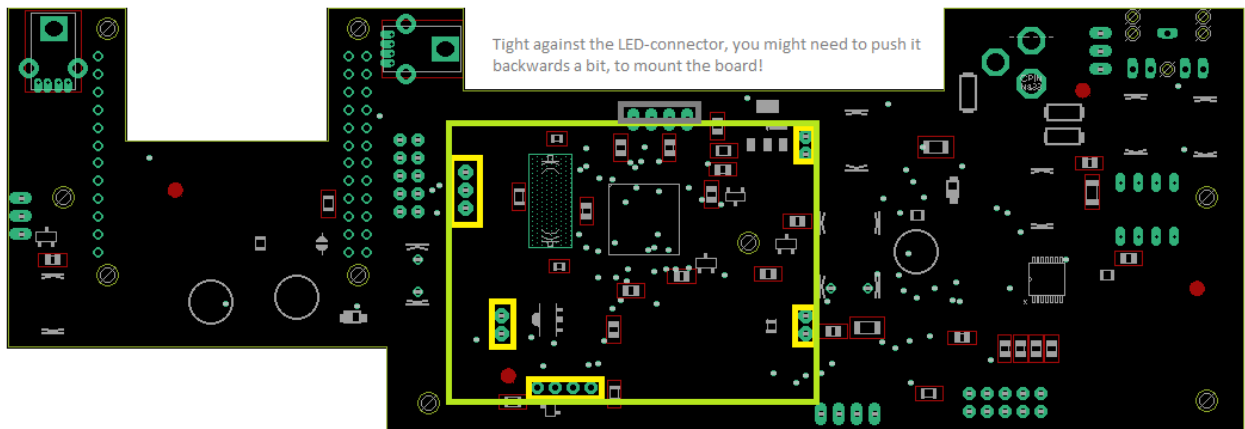 Tight against the LED-connector, you might need to push it
backwards a bit, to mount the board!